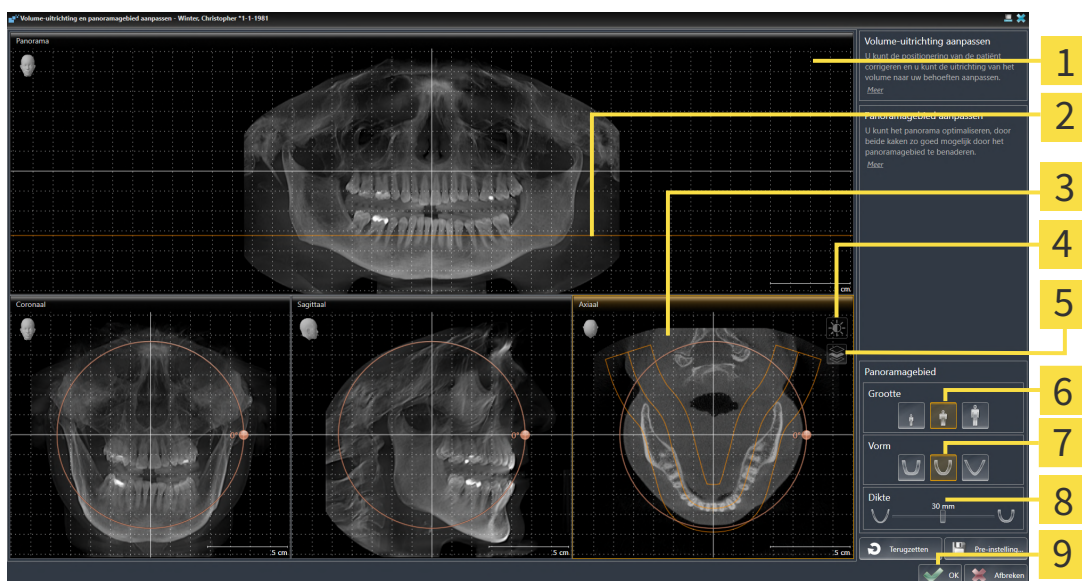 Volume-uitrichting en panoramagebied aanpassen - Winter, Christopher *1-1-1981
Panorama
cm
Coronaal
0°
.5 cm
Sagittaal
0°
.5 cm
Axiaal
0°
.5 cm
Volume-uitrichting aanpassen
U kunt de positionering van de patiënt
corrigeren en u kunt de uitrichting van het
volume naar uw behoeften aanpassen.
Meer
Panoramagebied aanpassen
U kunt het panorama optimaliseren, door
beide kaken zo goed mogelijk door het
panoramagebied te benaderen.
Meer
Panoramagebied
Grootte
Vorm
Dikte
30 mm
Terugzetten
Pre-instelling...
OK
Afbreken
1
2
3
4
5
6
7
8
9